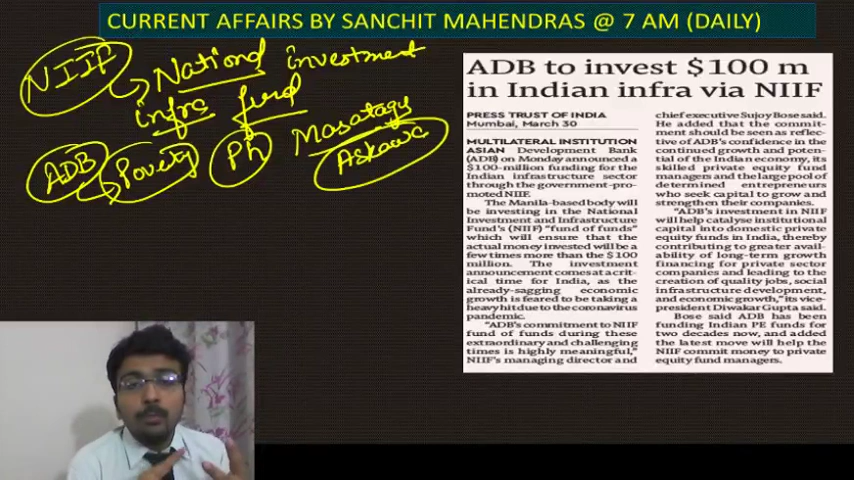 CURRENT AFFAIRS BY SANCHIT MAHENDRAS @ 7 AM (DAILY)
NIIF National investment
infra fund
ADB Poverty Ph Masatagu
Askawa
ADB to invest $100 m
in Indian infra via NIIF
PRESS TRUST OF INDIA
Mumbai, March 30
MULTILATERAL INSTITUTION
ASIAN Development Bank
(ADB) on Monday announced a
$100-million funding for the
Indian infrastructure sector
through the government-pro-
moted NIIF.
The Manila-based body will
be investing in the National
Investment and Infrastructure
Fund's (NIIF) "fund of funds"
which will ensure that the
actual money invested will be a
few times more than the $100
million. The investment
announcement comes at a crit-
ical time for India, as the
already-sagging economic
growth is feared to be taking a
heavy hit due to the coronavirus
pandemic.
"ADB's commitment to NIIF
fund of funds during these
extraordinary and challenging
times is highly meaningful,"
NIIF's managing director and
chief executive Sujoy Bose said.
He added that the commit-
ment should be seen as reflec-
tive of ADB's confidence in the
continued growth and poten-
tial of the Indian economy, its
skilled private equity fund
managers and the large pool of
determined entrepreneurs
who seek capital to grow and
strengthen their companies.
"ADB's investment in NIIF
will help catalyse institutional
capital into domestic private
equity funds in India, thereby
contributing to greater avail-
ability of long-term growth
financing for private sector
companies and leading to the
creation of quality jobs, social
infrastructure development,
and economic growth," its vice-
president Diwakar Gupta said.
Bose said ADB has been
funding Indian PE funds for
two decades now, and added
the latest move will help the
NIIF commit money to private
equity fund managers.